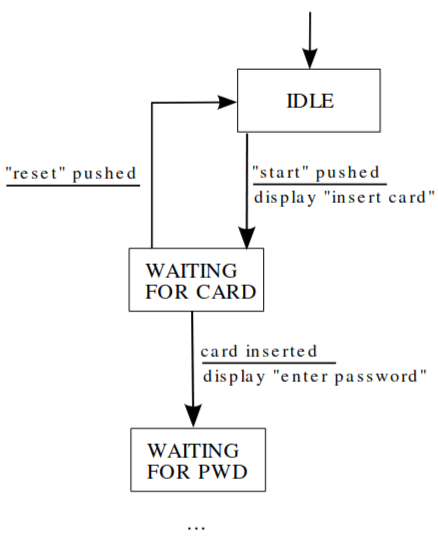 IDLE
"reset" pushed
"start" pushed
display "insert card"
WAITING
FOR CARD
card inserted
display "enter password"
WAITING
FOR PWD
...